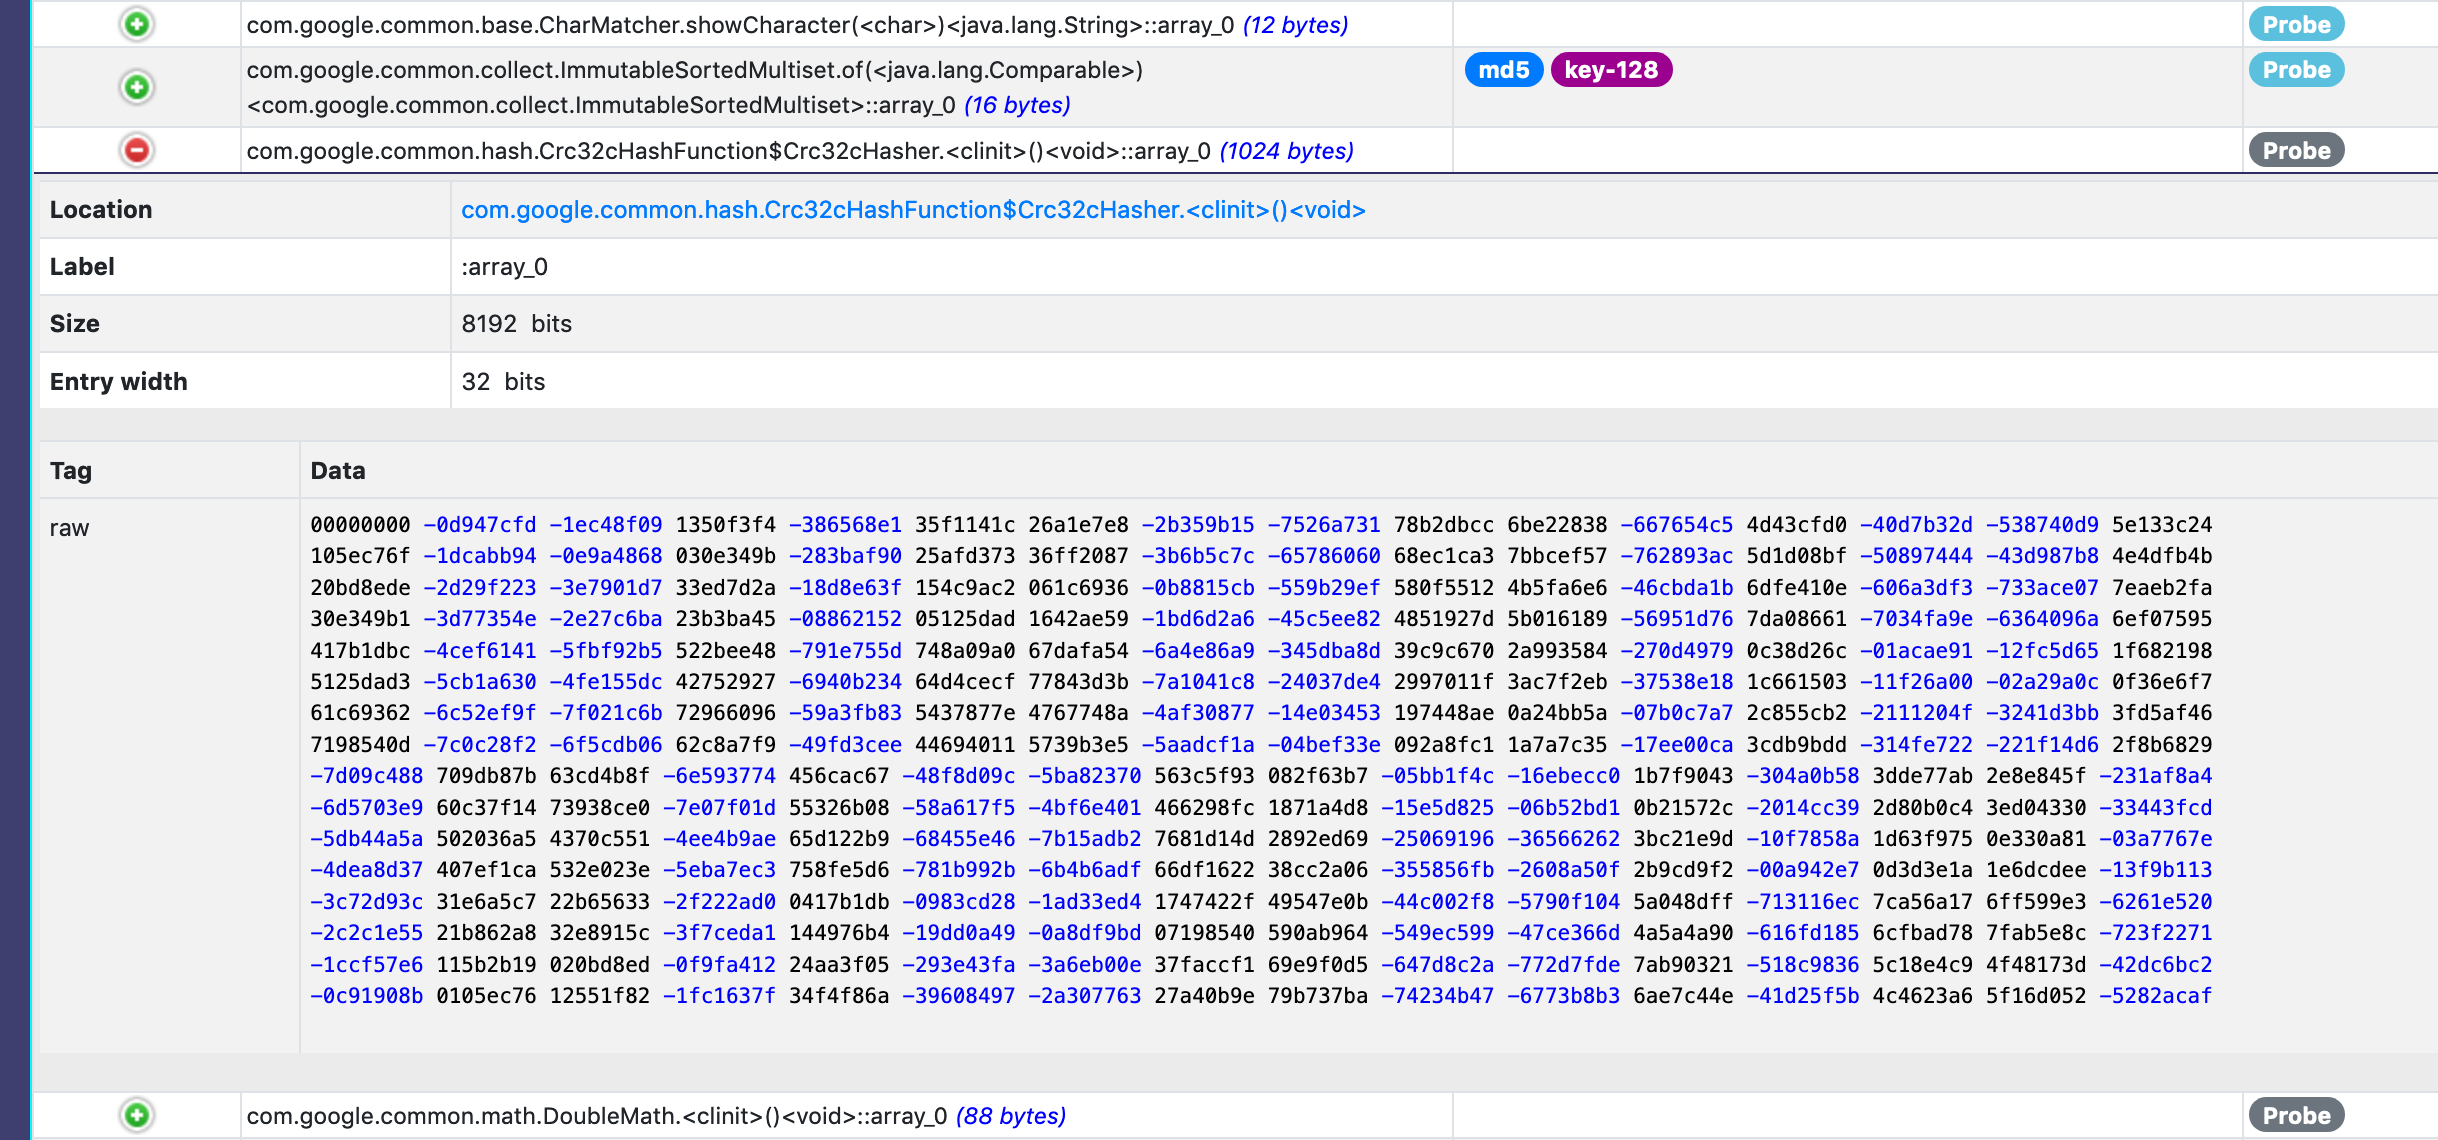 com.google.common.base.CharMatcher.showCharacter(<char>)<java.lang.String>::array_0 (12 bytes) Probe
com.google.common.collect.ImmutableSortedMultiset.of(<java.lang.Comparable>) md5 key-128 Probe
<com.google.common.collect.ImmutableSortedMultiset>::array_0 (16 bytes)
com.google.common.hash.Crc32cHashFunction$Crc32cHasher.<clinit>()<void>::array_0 (1024 bytes) Probe
Location com.google.common.hash.Crc32cHashFunction$Crc32cHasher.<clinit>()<void>
Label :array_0
Size 8192 bits
Entry width 32 bits
Tag Data
raw 00000000 -0d947cfd -1ec48f09 1350f3f4 -386568e1 35f1141c 26a1e7e8 -2b359b15 -7526a731 78b2dbcc 6be22838 -667654c5 4d43cfd0 -40d7b32d -538740d9 5e133c24
105ec76f -1dcabb94 -0e9a4868 030e349b -283baf90 25afd373 36ff2087 -3b6b5c7c -65786060 68ec1ca3 7bbcef57 -762893ac 5d1d08bf -50897444 -43d987b8 4e4dfb4b
20bd8ede -2d29f223 -3e7901d7 33ed7d2a -18d8e63f 154c9ac2 061c6936 -0b8815cb -559b29ef 580f5512 4b5fa6e6 -46cbda1b 6dfe410e -606a3df3 -733ace07 7eaeb2fa
30e349b1 -3d77354e -2e27c6ba 23b3ba45 -08862152 05125dad 1642ae59 -1bd6d2a6 -45c5ee82 4851927d 5b016189 -56951d76 7da08661 -7034fa9e -6364096a 6ef07595
417b1dbc -4cef6141 -5fbf92b5 522bee48 -791e755d 748a09a0 67dafa54 -6a4e86a9 -345dba8d 39c9c670 2a993584 -270d4979 0c38d26c -01acae91 -12fc5d65 1f682198
5125dad3 -5cb1a630 -4fe155dc 42752927 -6940b234 64d4cecf 77843d3b -7a1041c8 -24037de4 2997011f 3ac7f2eb -37538e18 1c661503 -11f26a00 -02a29a0c 0f36e6f7
61c69362 -6c52ef9f -7f021c6b 72966096 -59a3fb83 5437877e 4767748a -4af30877 -14e03453 197448ae 0a24bb5a -07b0c7a7 2c855cb2 -2111204f -3241d3bb 3fd5af46
7198540d -7c0c28f2 -6f5cdb06 62c8a7f9 -49fd3cee 44694011 5739b3e5 -5aadcf1a -04bef33e 092a8fc1 1a7a7c35 -17ee00ca 3cdb9bdd -314fe722 -221f14d6 2f8b6829
-7d09c488 709db87b 63cd4b8f -6e593774 456cac67 -48f8d09c -5ba82370 563c5f93 082f63b7 -05bb1f4c -16ebecc0 1b7f9043 -304a0b58 3dde77ab 2e8e845f -231af8a4
-6d5703e9 60c37f14 73938ce0 -7e07f01d 55326b08 -58a617f5 -4bf6e401 466298fc 1871a4d8 -15e5d825 -06b52bd1 0b21572c -2014cc39 2d80b0c4 3ed04330 -33443fcd
-5db44a5a 502036a5 4370c551 -4ee4b9ae 65d122b9 -68455e46 -7b15adb2 7681d14d 2892ed69 -25069196 -36566262 3bc21e9d -10f7858a 1d63f975 0e330a81 -03a7767e
-4dea8d37 407ef1ca 532e023e -5eba7ec3 758fe5d6 -781b992b -6b4b6adf 66df1622 38cc2a06 -355856fb -2608a50f 2b9cd9f2 -00a942e7 0d3d3e1a 1e6dcdee -13f9b113
-3c72d93c 31e6a5c7 22b65633 -2f222ad0 0417b1db -0983cd28 -1ad33ed4 1747422f 49547e0b -44c002f8 -5790f104 5a048dff -713116ec 7ca56a17 6ff599e3 -6261e520
-2c2c1e55 21b862a8 32e8915c -3f7ceda1 144976b4 -19dd0a49 -0a8df9bd 07198540 590ab964 -549ec599 -47ce366d 4a5a4a90 -616fd185 6cfbad78 7fab5e8c -723f2271
-1ccf57e6 115b2b19 020bd8ed -0f9fa412 24aa3f05 -293e43fa -3a6eb00e 37faccf1 69e9f0d5 -647d8c2a -772d7fde 7ab90321 -518c9836 5c18e4c9 4f48173d -42dc6bc2
-0c91908b 0105ec76 12551f82 -1fc1637f 34f4f86a -39608497 -2a307763 27a40b9e 79b737ba -74234b47 -6773b8b3 6ae7c44e -41d25f5b 4c4623a6 5f16d052 -5282acaf
com.google.common.math.DoubleMath.<clinit>()<void>::array_0 (88 bytes) Probe